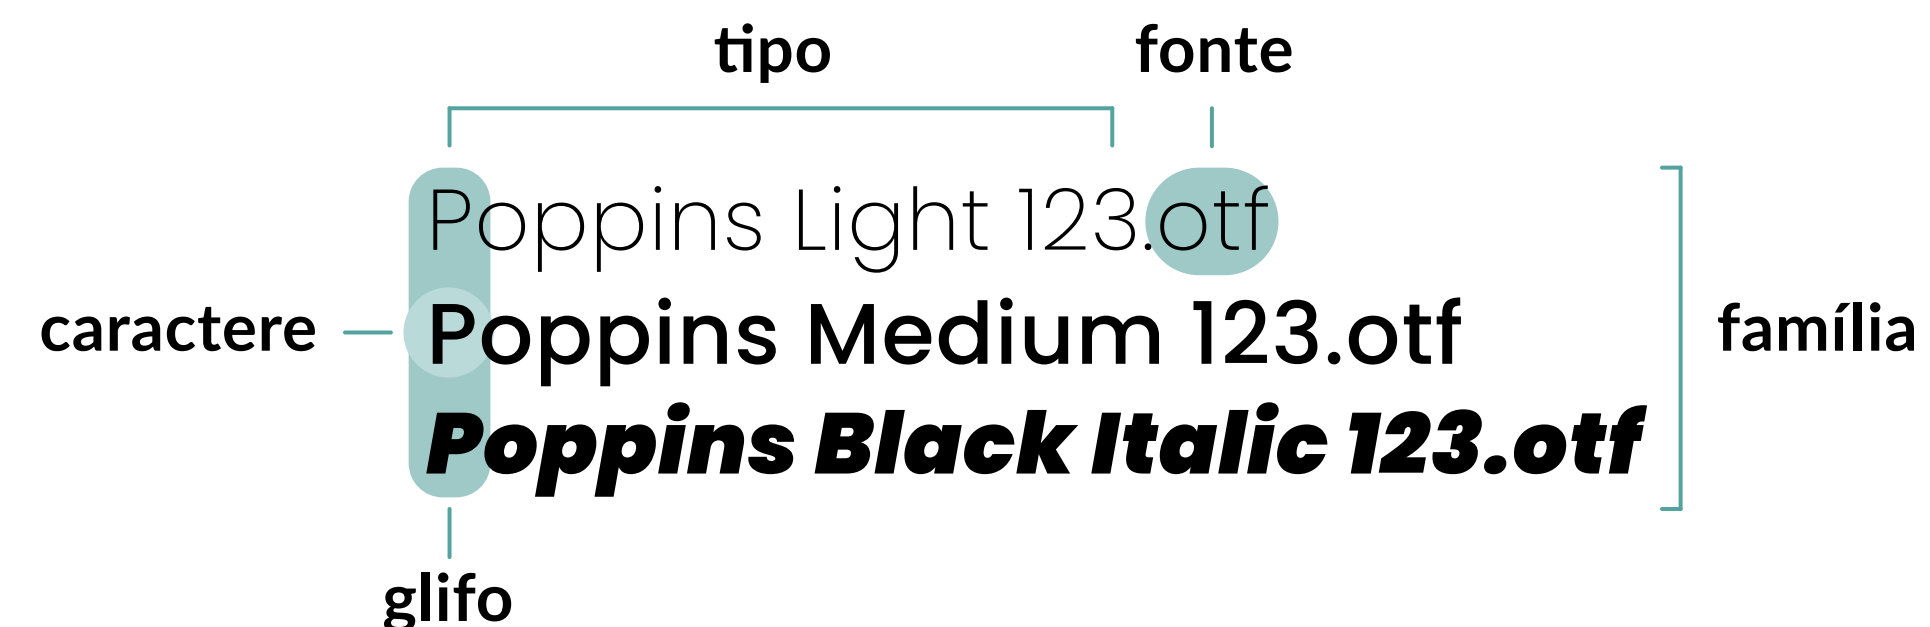 tipo
fonte
Poppins Light 123.otf
caractere
Poppins Medium 123.otf
família
Poppins Black Italic 123.otf
glifo